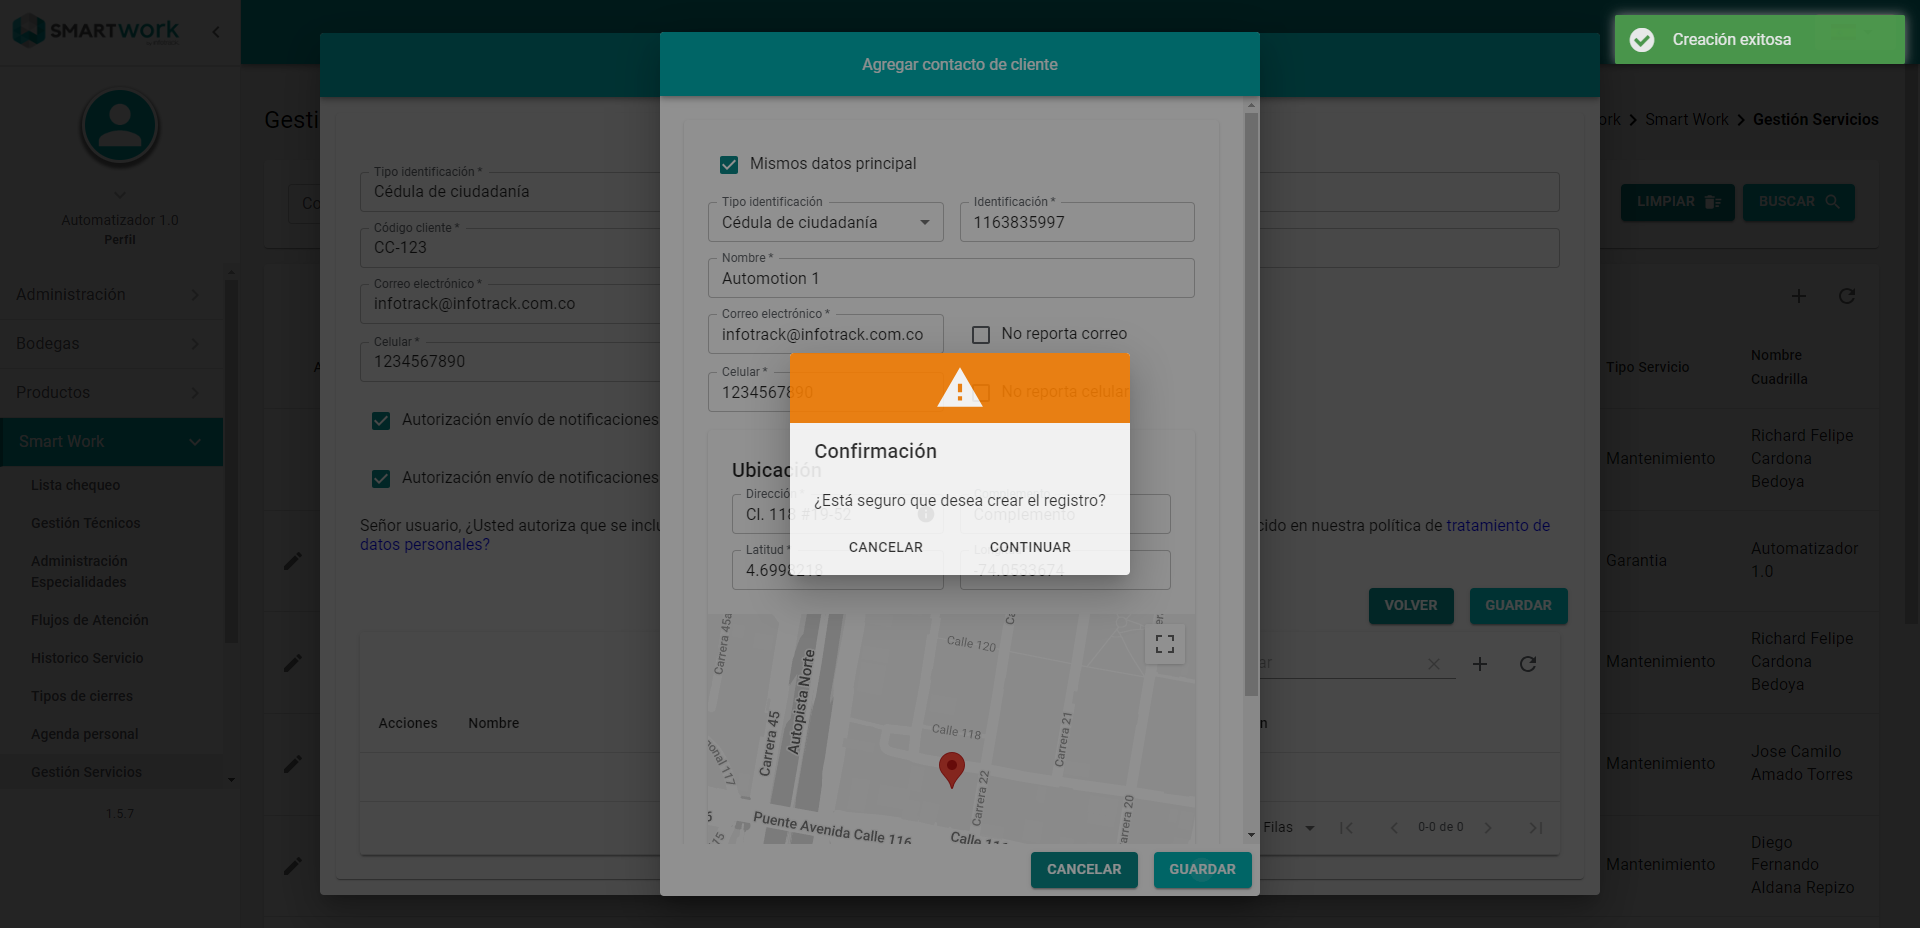 SMARTWORK
Creación exitosa
Agregar contacto de cliente
Gesti
ork > Smart Work > Gestión Servicios
Automatizador 1.0
Perfil
Administración
Bodegas
Productos
Smart Work
Lista chequeo
Gestión Técnicos
Administración
Especialidades
Flujos de Atención
Historico Servicio
Tipos de cierres
Agenda personal
Gestión Servicios
1.5.7
Co
LIMPIAR
BUSCAR
Tipo identificación *
Cédula de ciudadanía
Código cliente *
CC-123
Correo electrónico *
infotrack@infotrack.com.co
Celular *
1234567890
Autorización envío de notificaciones
Autorización envío de notificaciones
Señor usuario, ¿Usted autoriza que se inclu
cido en nuestra política de tratamiento de
datos personales?
VOLVER
GUARDAR
Acciones
Nombre
ar
n
Filas
0-0 de 0
Mismos datos principal
Tipo identificación
Cédula de ciudadanía
Identificación *
1163835997
Nombre *
Automotion 1
Correo electrónico *
infotrack@infotrack.com.co
No reporta correo
Celular *
1234567890
No reporta celular
Ubicación
Dirección *
Cl. 118 #19-52
Complemento
Latitud *
4.6998218
-74.0533674
Confirmación
¿Está seguro que desea crear el registro?
CANCELAR
CONTINUAR
Carrera 45a
Autopista Norte
Carrera 45
Calle 120
Calle 118
Carrera 21
Carrera 22
arrera 20
onal 117
Puente Avenida Calle 116
Calle 11
CANCELAR
GUARDAR
A
Tipo Servicio
Nombre
Cuadrilla
Mantenimiento
Richard Felipe
Cardona
Bedoya
Garantia
Automatizador
1.0
Mantenimiento
Richard Felipe
Cardona
Bedoya
Mantenimiento
Jose Camilo
Amado Torres
Mantenimiento
Diego
Fernando
Aldana Repizo